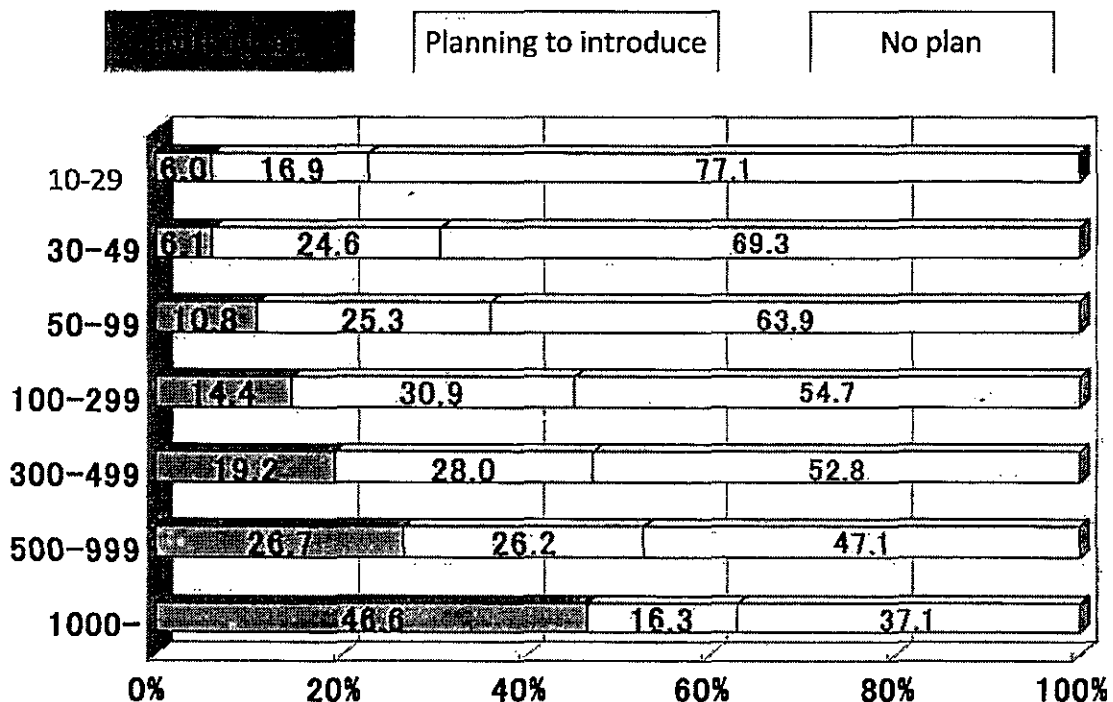 Planning to introduce No plan
10-29 6.0 16.9 77.1
30-49 6.1 24.6 69.3
50-99 10.8 25.3 63.9
100-299 14.4 30.9 54.7
300-499 19.2 28.0 52.8
500-999 26.7 26.2 47.1
1000- 46.6 16.3 37.1
0% 20% 40% 60% 80% 100%